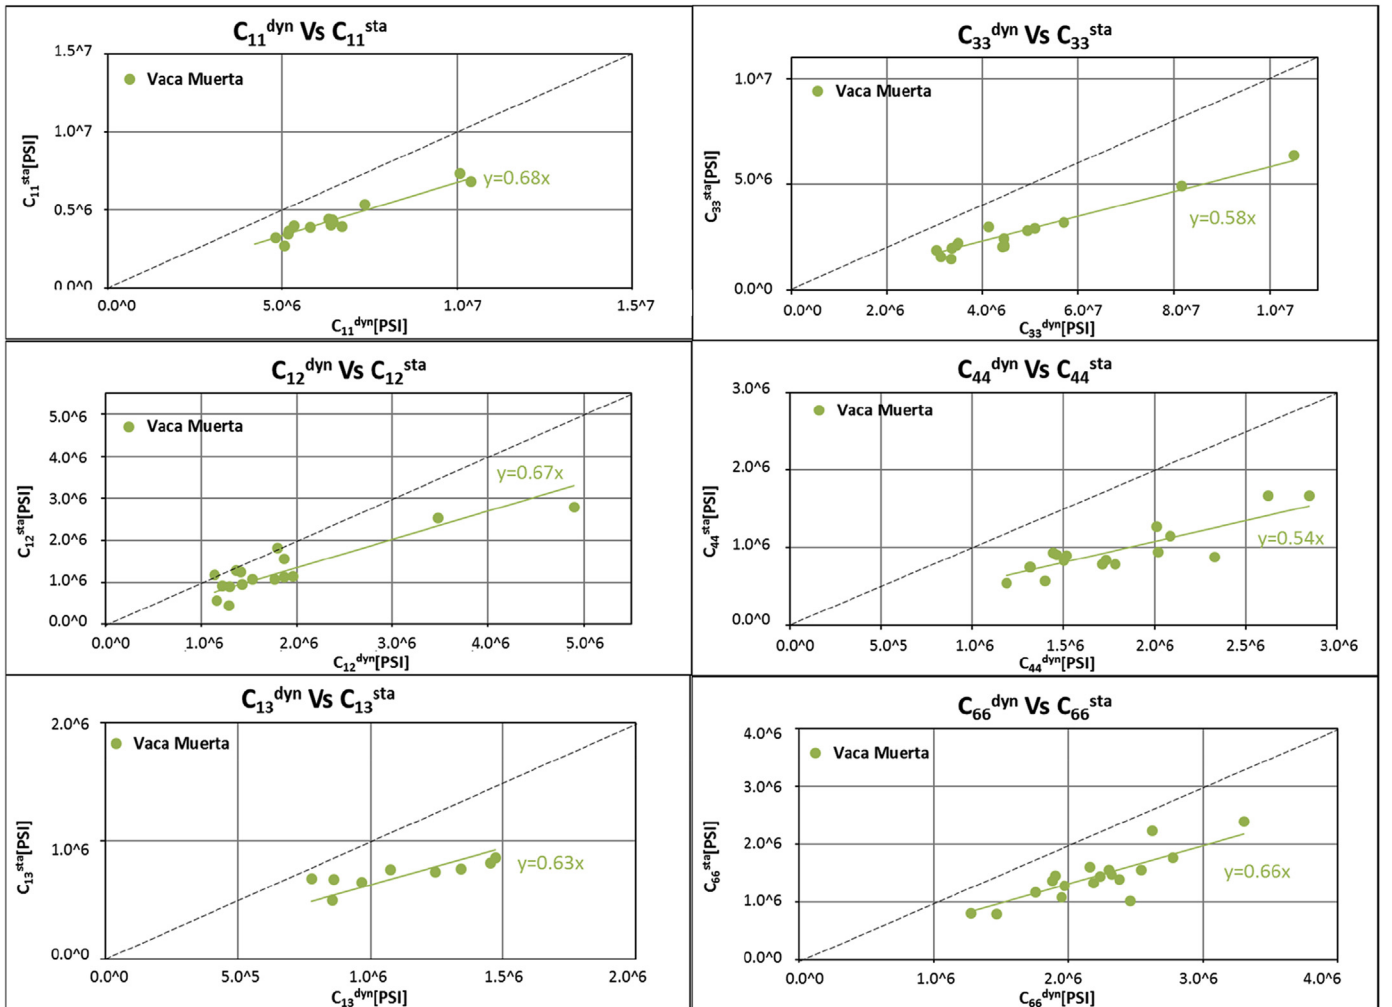 C₁₁ᵈʸⁿ Vs C₁₁ˢᵗᵃ
1.5^7
1.0^7
0.5^6
0.0^0
C₁₁ˢᵗᵃ[PSI]
Vaca Muerta
y=0.68x
0.0^0 5.0^6 1.0^7 1.5^7
C₁₁ᵈʸⁿ[PSI]
C₃₃ᵈʸⁿ Vs C₃₃ˢᵗᵃ
1.0^7
5.0^6
0.0^0
C₃₃ˢᵗᵃ[PSI]
Vaca Muerta
y=0.58x
0.0^0 2.0^6 4.0^6 6.0^7 8.0^7 1.0^7
C₃₃ᵈʸⁿ[PSI]
C₁₂ᵈʸⁿ Vs C₁₂ˢᵗᵃ
5.0^6
4.0^6
3.0^6
2.0^6
1.0^6
0.0^0
C₁₂ˢᵗᵃ[PSI]
Vaca Muerta
y=0.67x
0.0^0 1.0^6 2.0^6 3.0^6 4.0^6 5.0^6
C₁₂ᵈʸⁿ[PSI]
C₄₄ᵈʸⁿ Vs C₄₄ˢᵗᵃ
3.0^6
2.0^6
1.0^6
0.0^0
C₄₄ˢᵗᵃ[PSI]
Vaca Muerta
y=0.54x
0.0^0 5.0^5 1.0^6 1.5^6 2.0^6 2.5^6 3.0^6
C₄₄ᵈʸⁿ[PSI]
C₁₃ᵈʸⁿ Vs C₁₃ˢᵗᵃ
2.0^6
1.0^6
0.0^0
C₁₃ˢᵗᵃ[PSI]
Vaca Muerta
y=0.63x
0.0^0 5.0^5 1.0^6 1.5^6 2.0^6
C₁₃ᵈʸⁿ[PSI]
C₆₆ᵈʸⁿ Vs C₆₆ˢᵗᵃ
4.0^6
3.0^6
2.0^6
1.0^6
0.0^0
C₆₆ˢᵗᵃ[PSI]
Vaca Muerta
y=0.66x
0.0^0 1.0^6 2.0^6 3.0^6 4.0^6
C₆₆ᵈʸⁿ[PSI]